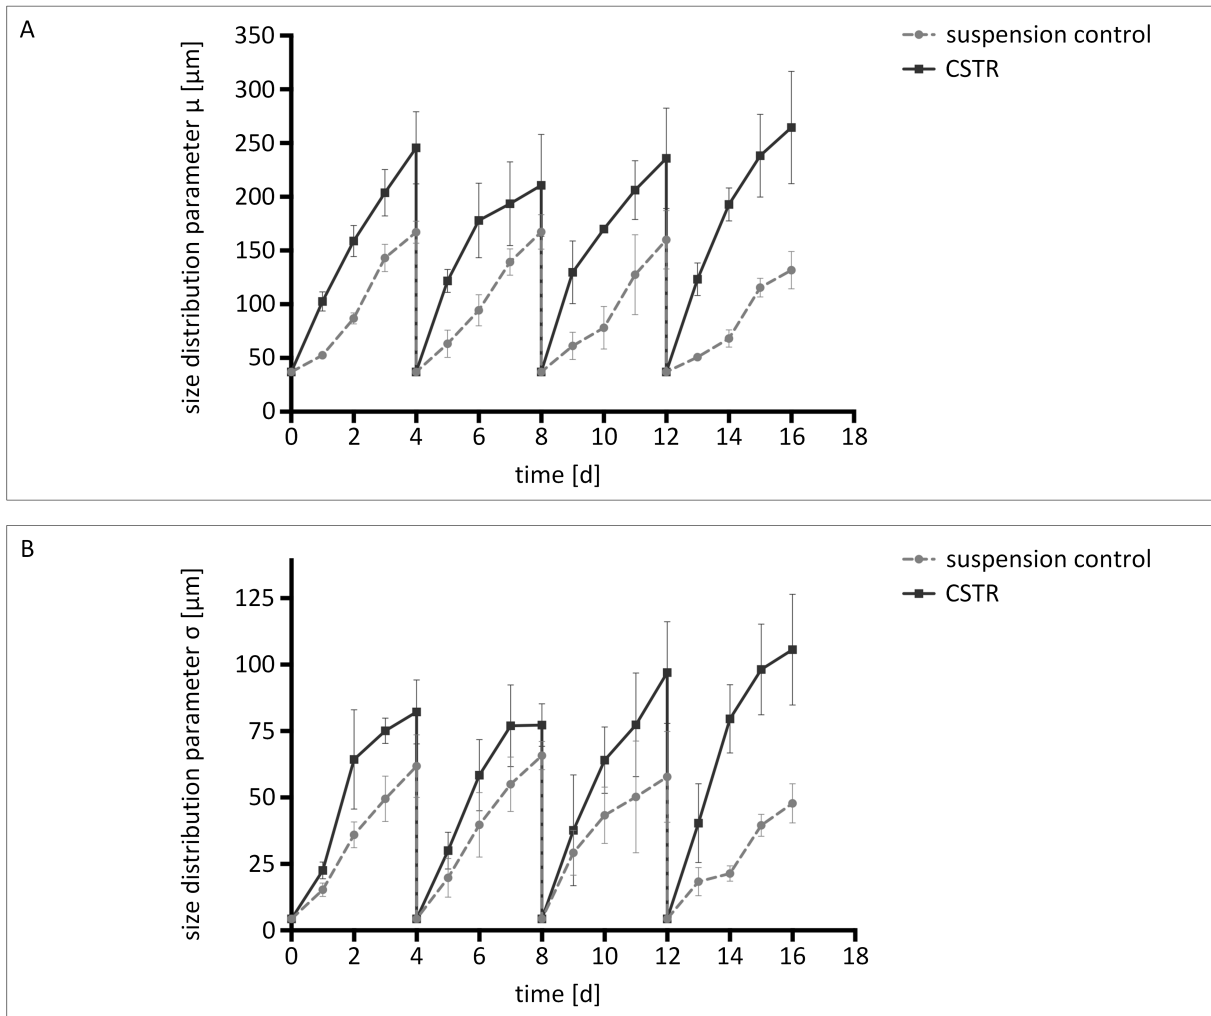 A
suspension control
CSTR
size distribution parameter μ [μm]
350
300
250
200
150
100
50
0
0 2 4 6 8 10 12 14 16 18
time [d]
B
suspension control
CSTR
size distribution parameter σ [μm]
125
100
75
50
25
0
0 2 4 6 8 10 12 14 16 18
time [d]